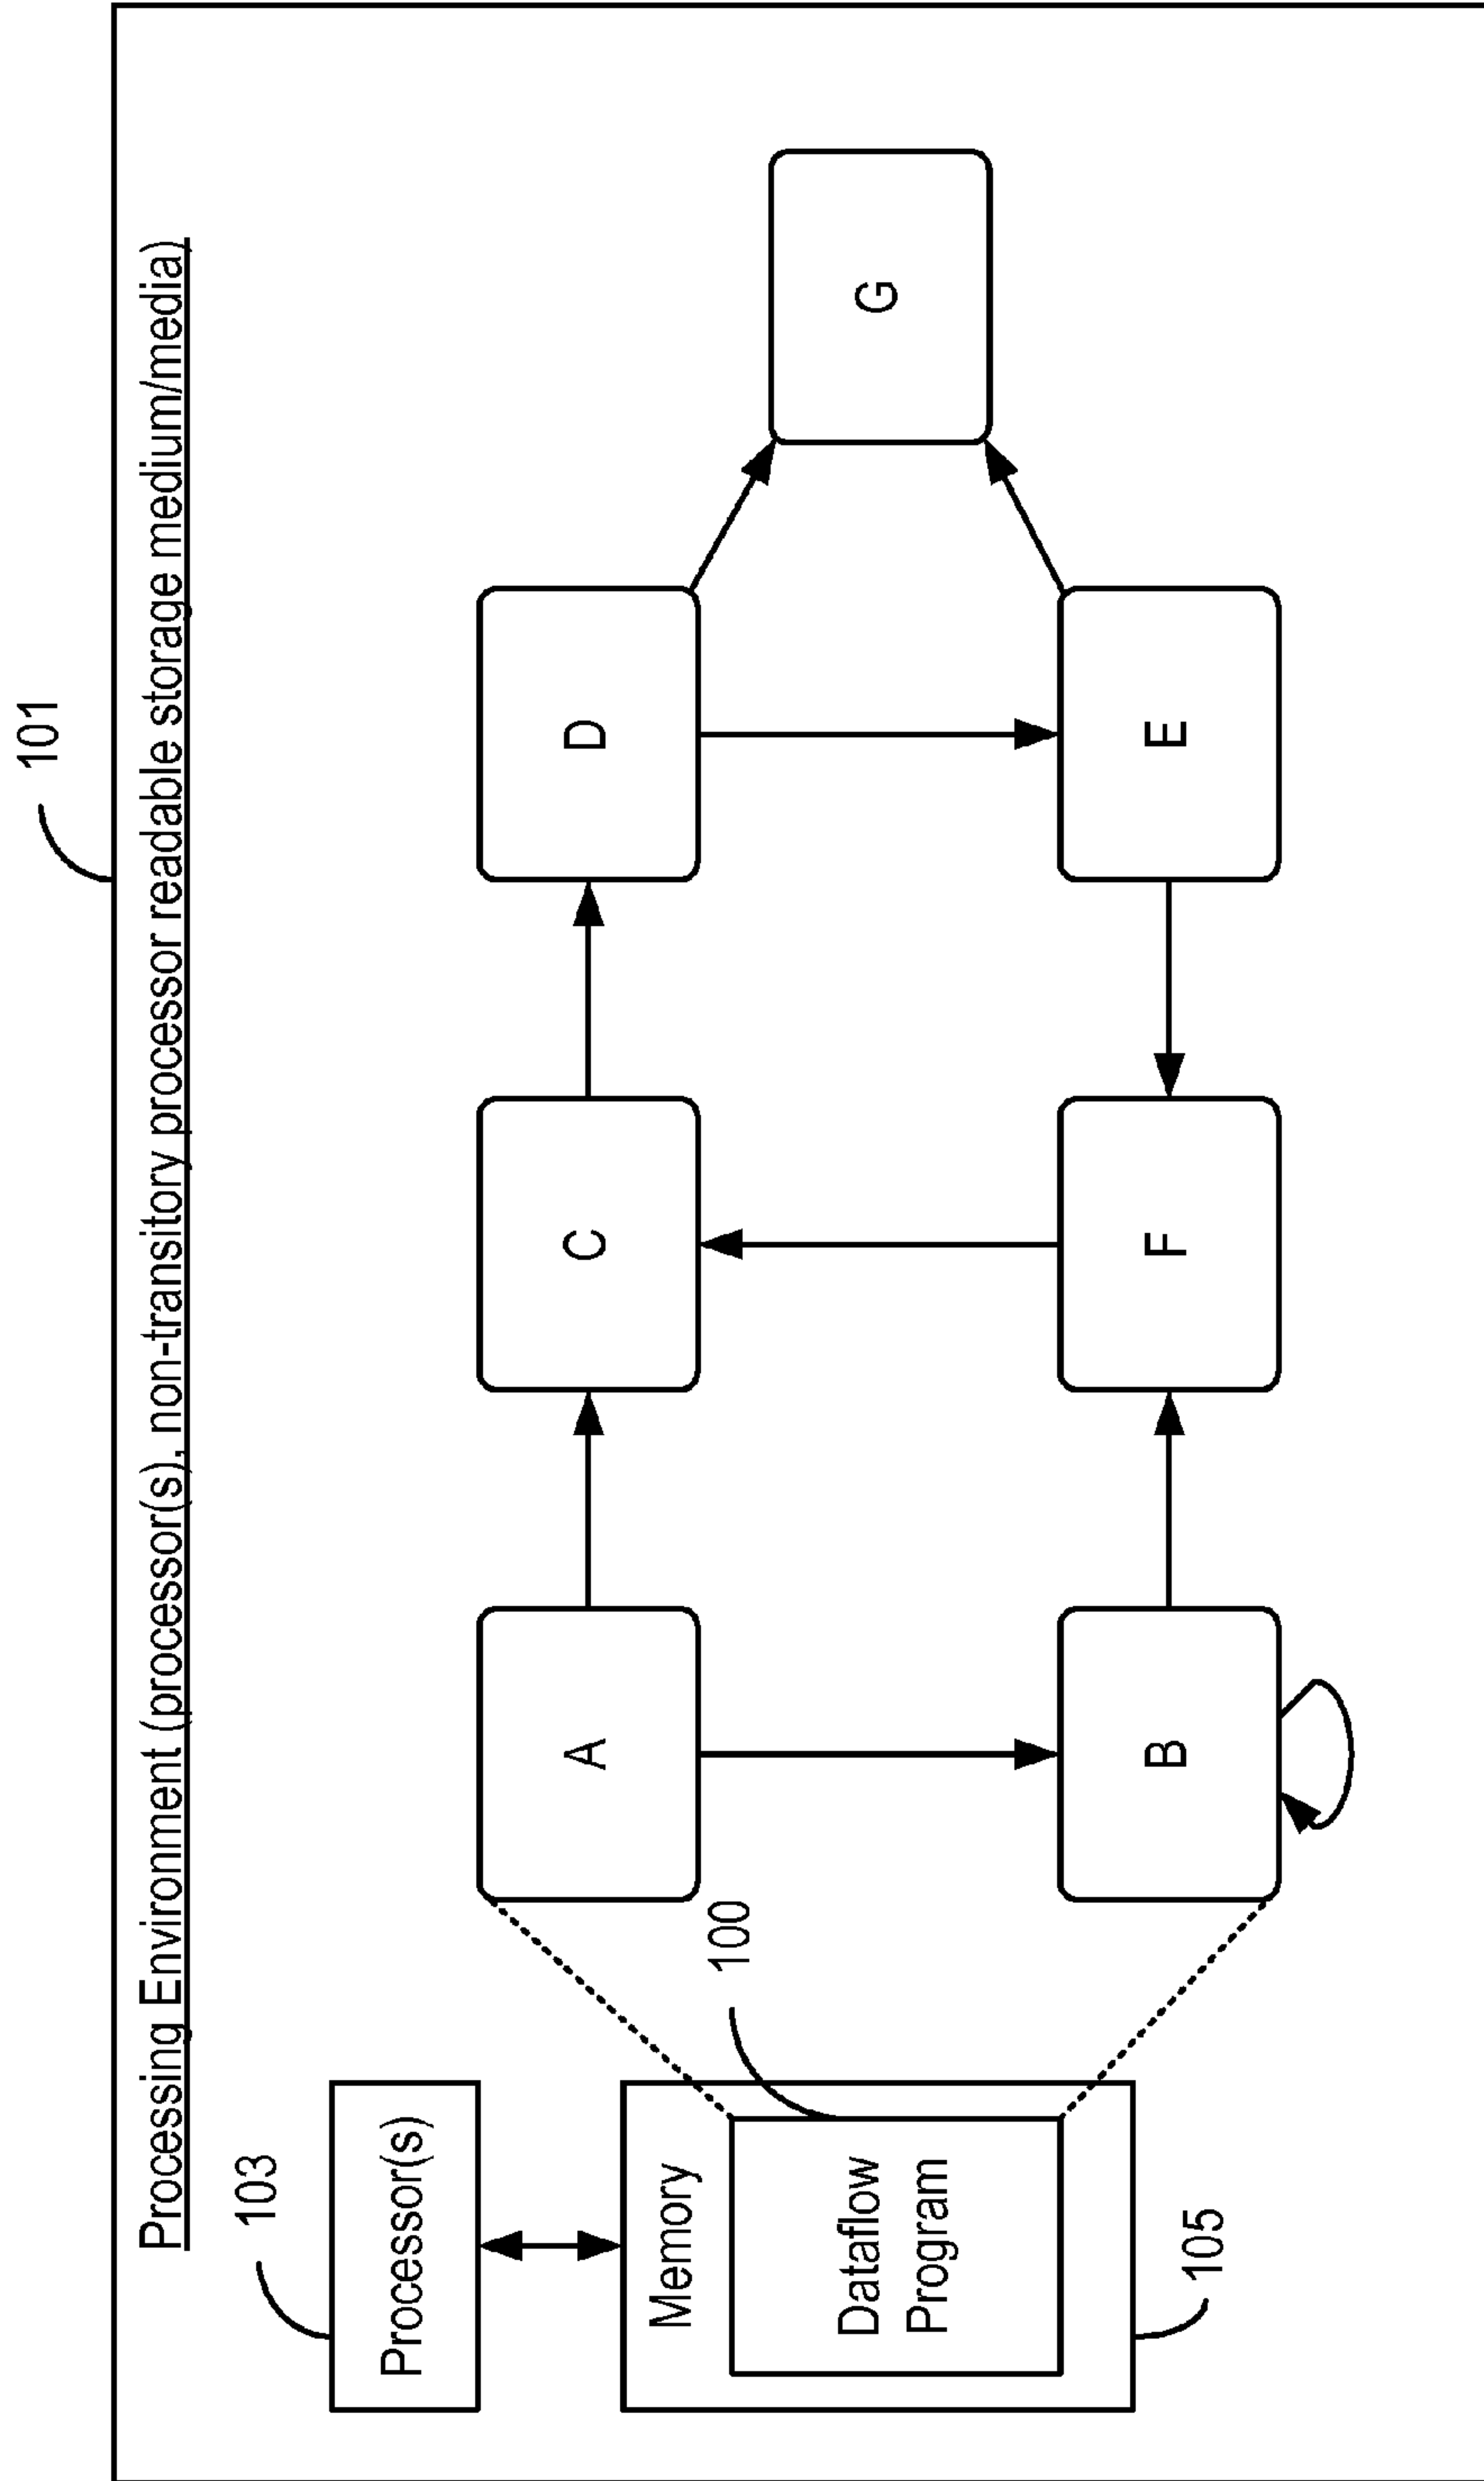 101
Processing Environment (processor(s), non-transitory processor readable storage medium/media)
103
Processor(s)
Memory
Dataflow
Program
105
100
A
C
D
G
B
F
E